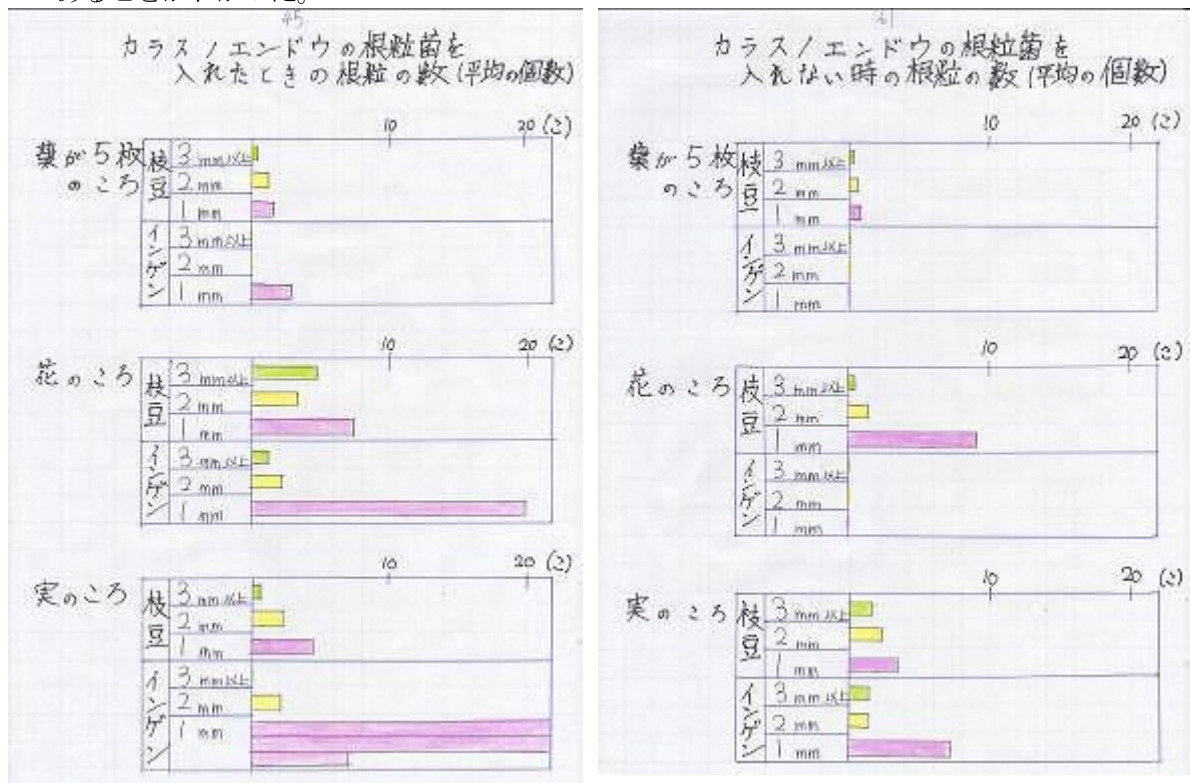 あることがわかった。
45
カラスノエンドウの根粒菌を
入れたときの根粒の数(平均の個数)
10 20 (こ)
葉が5枚のころ
枝豆
3mm以上
2mm
1mm
インゲン
3mm以上
2mm
1mm
10 20 (こ)
花のころ
枝豆
3mm以上
2mm
1mm
インゲン
3mm以上
2mm
1mm
10 20 (こ)
実のころ
枝豆
3mm以上
2mm
1mm
インゲン
3mm以上
2mm
1mm
カラスノエンドウの根粒菌を
入れない時の根粒の数(平均の個数)
10 20 (こ)
葉が5枚のころ
枝豆
3mm以上
2mm
1mm
インゲン
3mm以上
2mm
1mm
10 20 (こ)
花のころ
枝豆
3mm以上
2mm
1mm
インゲン
3mm以上
2mm
1mm
10 20 (こ)
実のころ
枝豆
3mm以上
2mm
1mm
インゲン
3mm以上
2mm
1mm